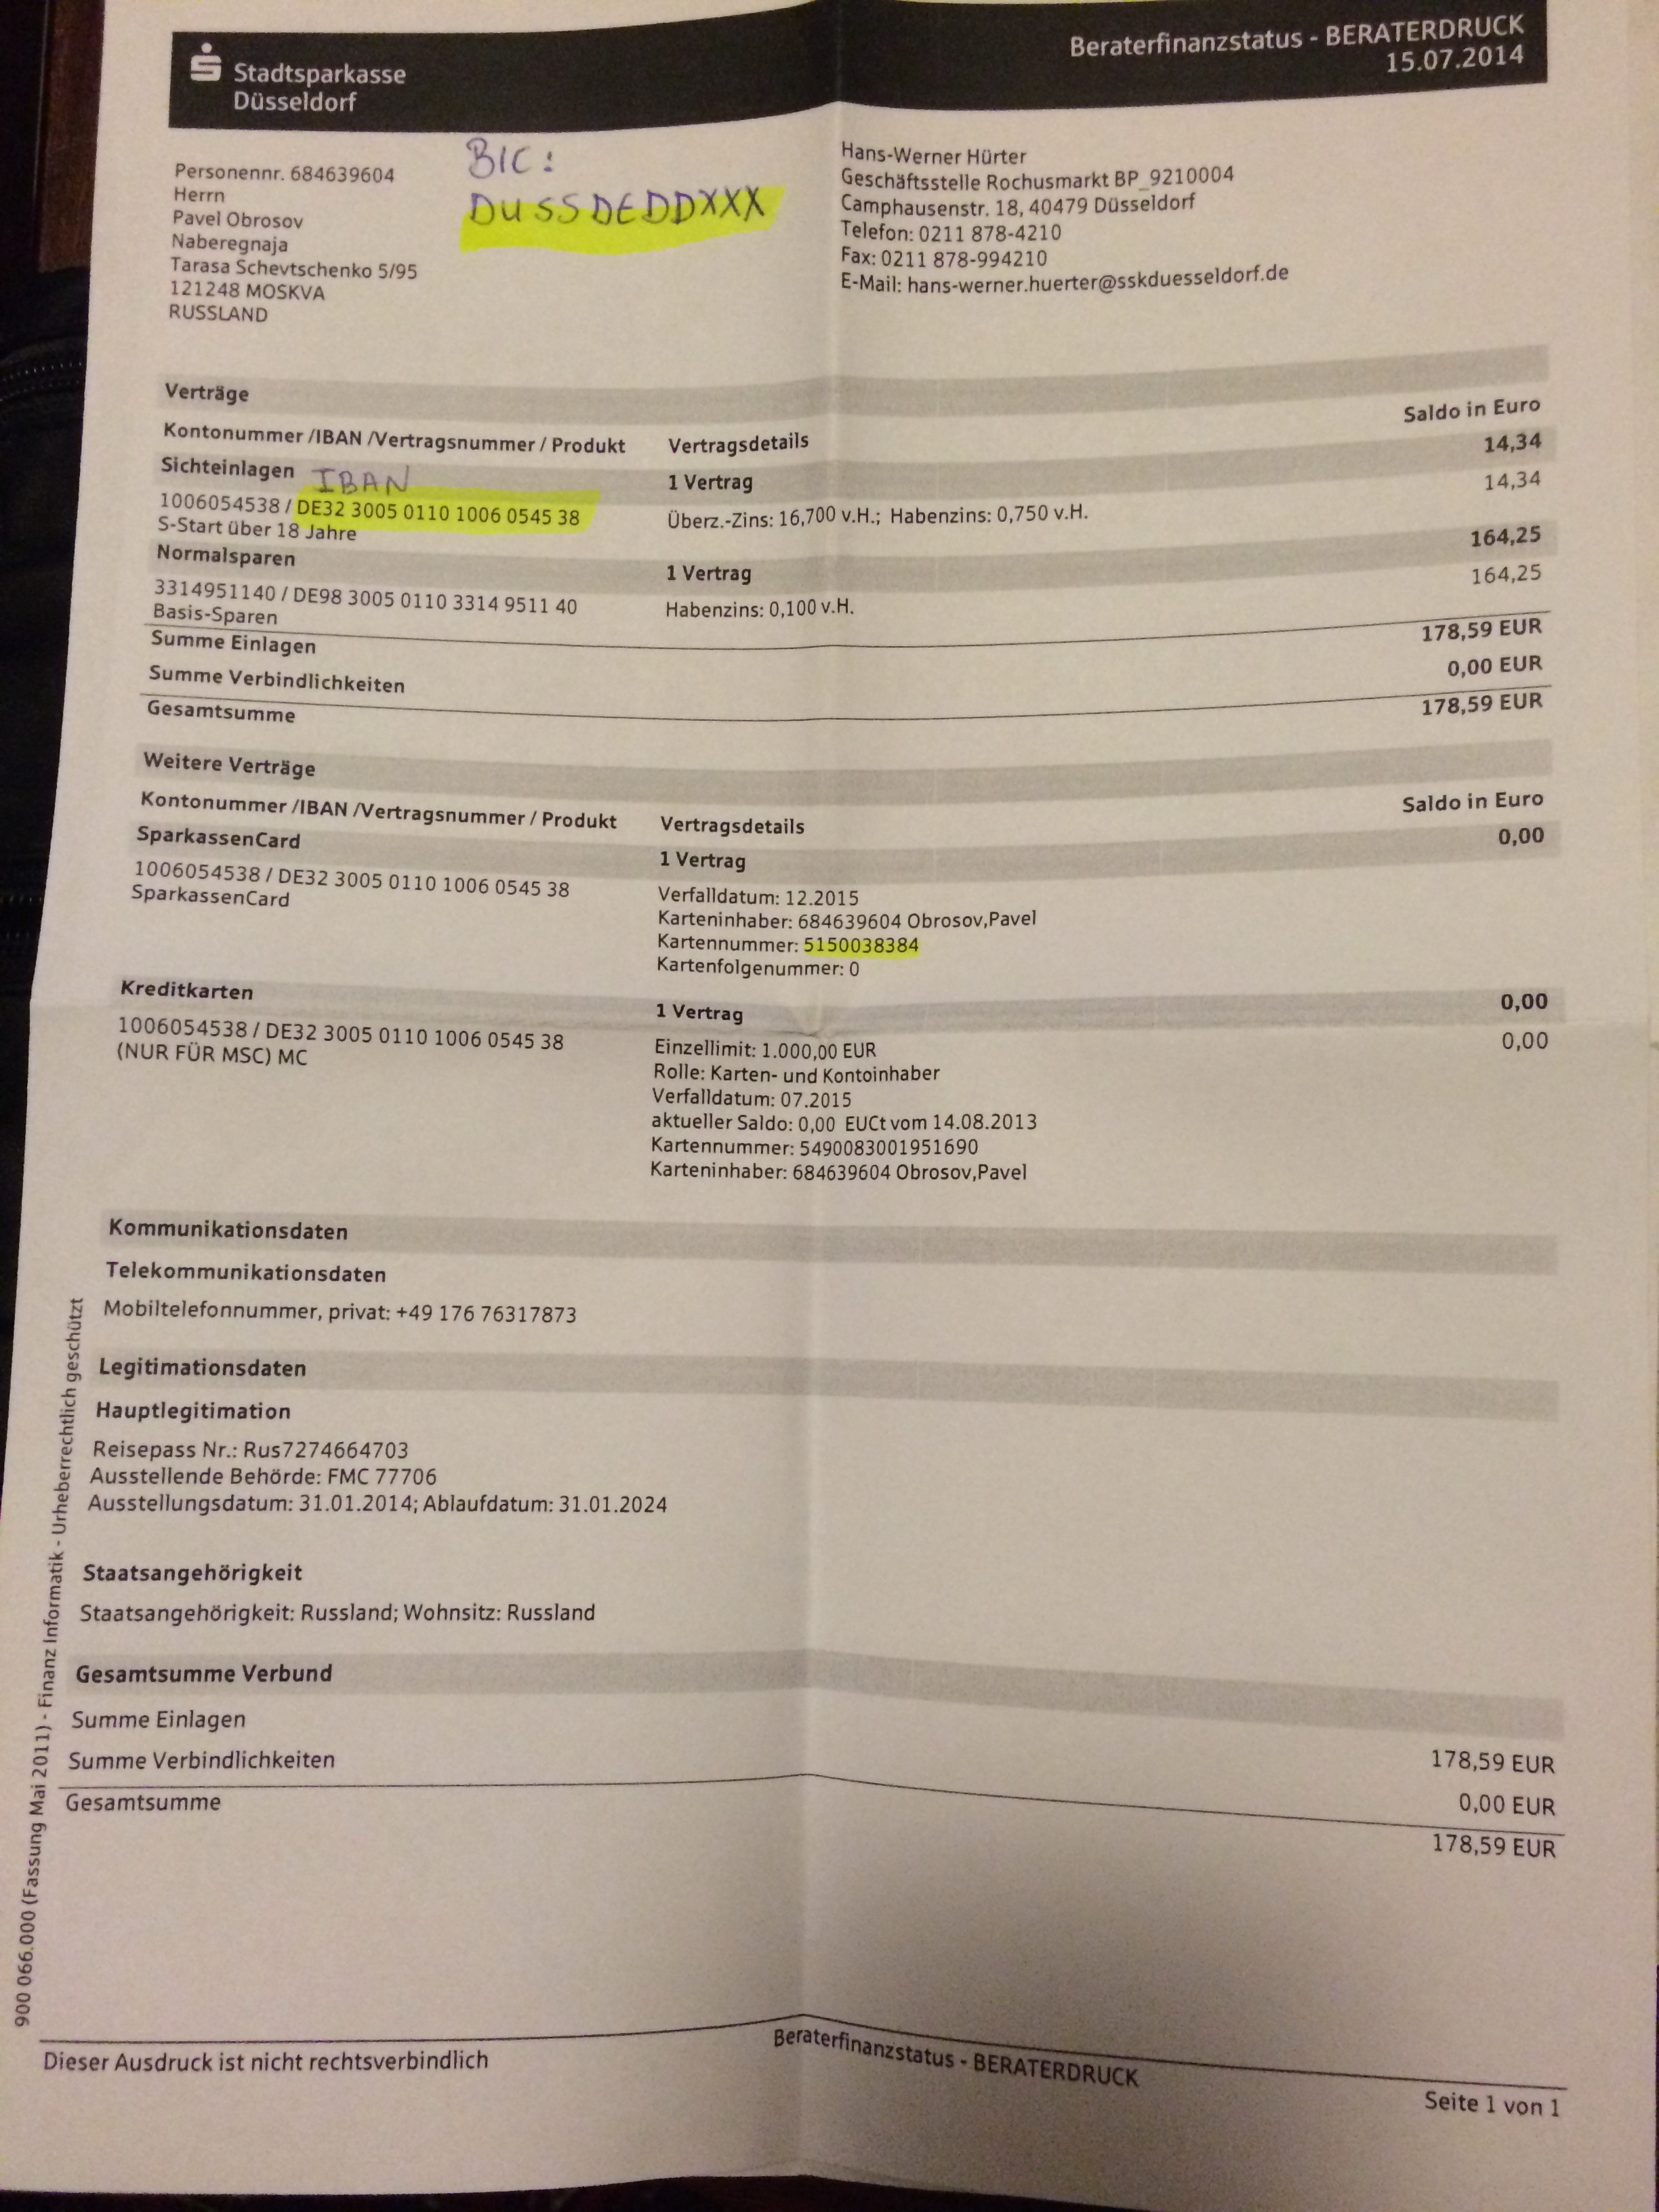 Stadtsparkasse
Düsseldorf
Beraterfinanzstatus - BERATERDRUCK
15.07.2014
Personennr. 684639604
Herrn
Pavel Obrosov
Naberegnaja
Tarasa Schevtschenko 5/95
121248 MOSKVA
RUSSLAND
BIC:
DUSSDEDDXXX
Hans-Werner Hürter
Geschäftsstelle Rochusmarkt BP_9210004
Camphausenstr. 18, 40479 Düsseldorf
Telefon: 0211 878-4210
Fax: 0211 878-994210
E-Mail: hans-werner.huerter@sskduesseldorf.de
Verträge
Kontonummer /IBAN /Vertragsnummer / Produkt Vertragsdetails Saldo in Euro
Sichteinlagen IBAN 1 Vertrag 14,34
1006054538 / DE32 3005 0110 1006 0545 38 Überz.-Zins: 16,700 v.H.; Habenzins: 0,750 v.H. 14,34
S-Start über 18 Jahre
Normalsparen 1 Vertrag 164,25
3314951140 / DE98 3005 0110 3314 9511 40 Habenzins: 0,100 v.H. 164,25
Basis-Sparen
Summe Einlagen 178,59 EUR
Summe Verbindlichkeiten 0,00 EUR
Gesamtsumme 178,59 EUR
Weitere Verträge
Kontonummer /IBAN /Vertragsnummer / Produkt Vertragsdetails Saldo in Euro
SparkassenCard 1 Vertrag 0,00
1006054538 / DE32 3005 0110 1006 0545 38 Verfalldatum: 12.2015
SparkassenCard Karteninhaber: 684639604 Obrosov,Pavel
Kartennummer: 5150038384
Kartenfolgenummer: 0
Kreditkarten 1 Vertrag 0,00
1006054538 / DE32 3005 0110 1006 0545 38 Einzellimit: 1.000,00 EUR 0,00
(NUR FÜR MSC) MC Rolle: Karten- und Kontoinhaber
Verfalldatum: 07.2015
aktueller Saldo: 0,00 EUCt vom 14.08.2013
Kartennummer: 5490083001951690
Karteninhaber: 684639604 Obrosov,Pavel
Kommunikationsdaten
Telekommunikationsdaten
Mobiltelefonnummer, privat: +49 176 76317873
Legitimationsdaten
Hauptlegitimation
Reisepass Nr.: Rus7274664703
Ausstellende Behörde: FMC 77706
Ausstellungsdatum: 31.01.2014; Ablaufdatum: 31.01.2024
Staatsangehörigkeit
Staatsangehörigkeit: Russland; Wohnsitz: Russland
Gesamtsumme Verbund
Summe Einlagen 178,59 EUR
Summe Verbindlichkeiten 0,00 EUR
Gesamtsumme 178,59 EUR
900 066.000 (Fassung Mai 2011) - Finanz Informatik - Urheberrechtlich geschützt
Dieser Ausdruck ist nicht rechtsverbindlich
Beraterfinanzstatus - BERATERDRUCK
Seite 1 von 1